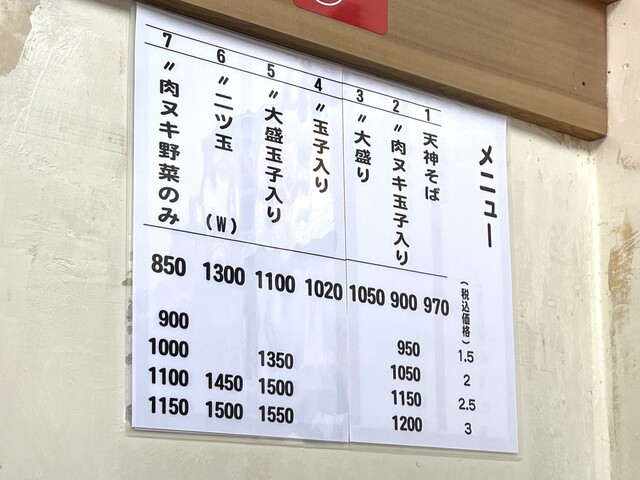 メニュー
(税込価格)
1.5
2
2.5
3
1 天神そば 970
2 〃肉ヌキ玉子入り 900 950 1050 1150 1200
3 〃大盛り 1050
4 〃玉子入り 1020
5 〃大盛玉子入り 1100 1350 1500 1550
6 〃二ツ玉(W) 1300 1450 1500
7 〃肉ヌキ野菜のみ 850 900 1000 1100 1150